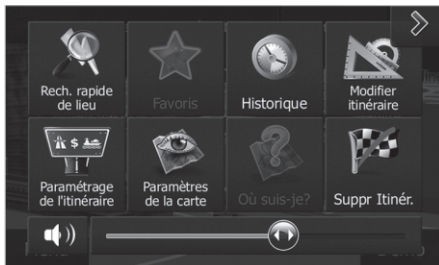 Rech. rapide
de lieu
Favoris
Historique
Modifier
itinéraire
Paramétrage
de l'itinéraire
Paramètres
de la carte
Où suis-je?
Suppr Itinér.